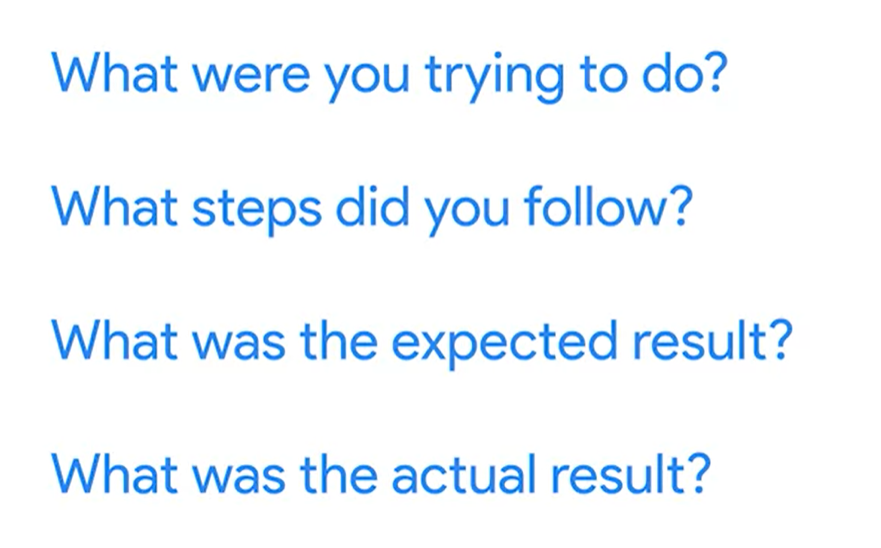 What were you trying to do?
What steps did you follow?
What was the expected result?
What was the actual result?